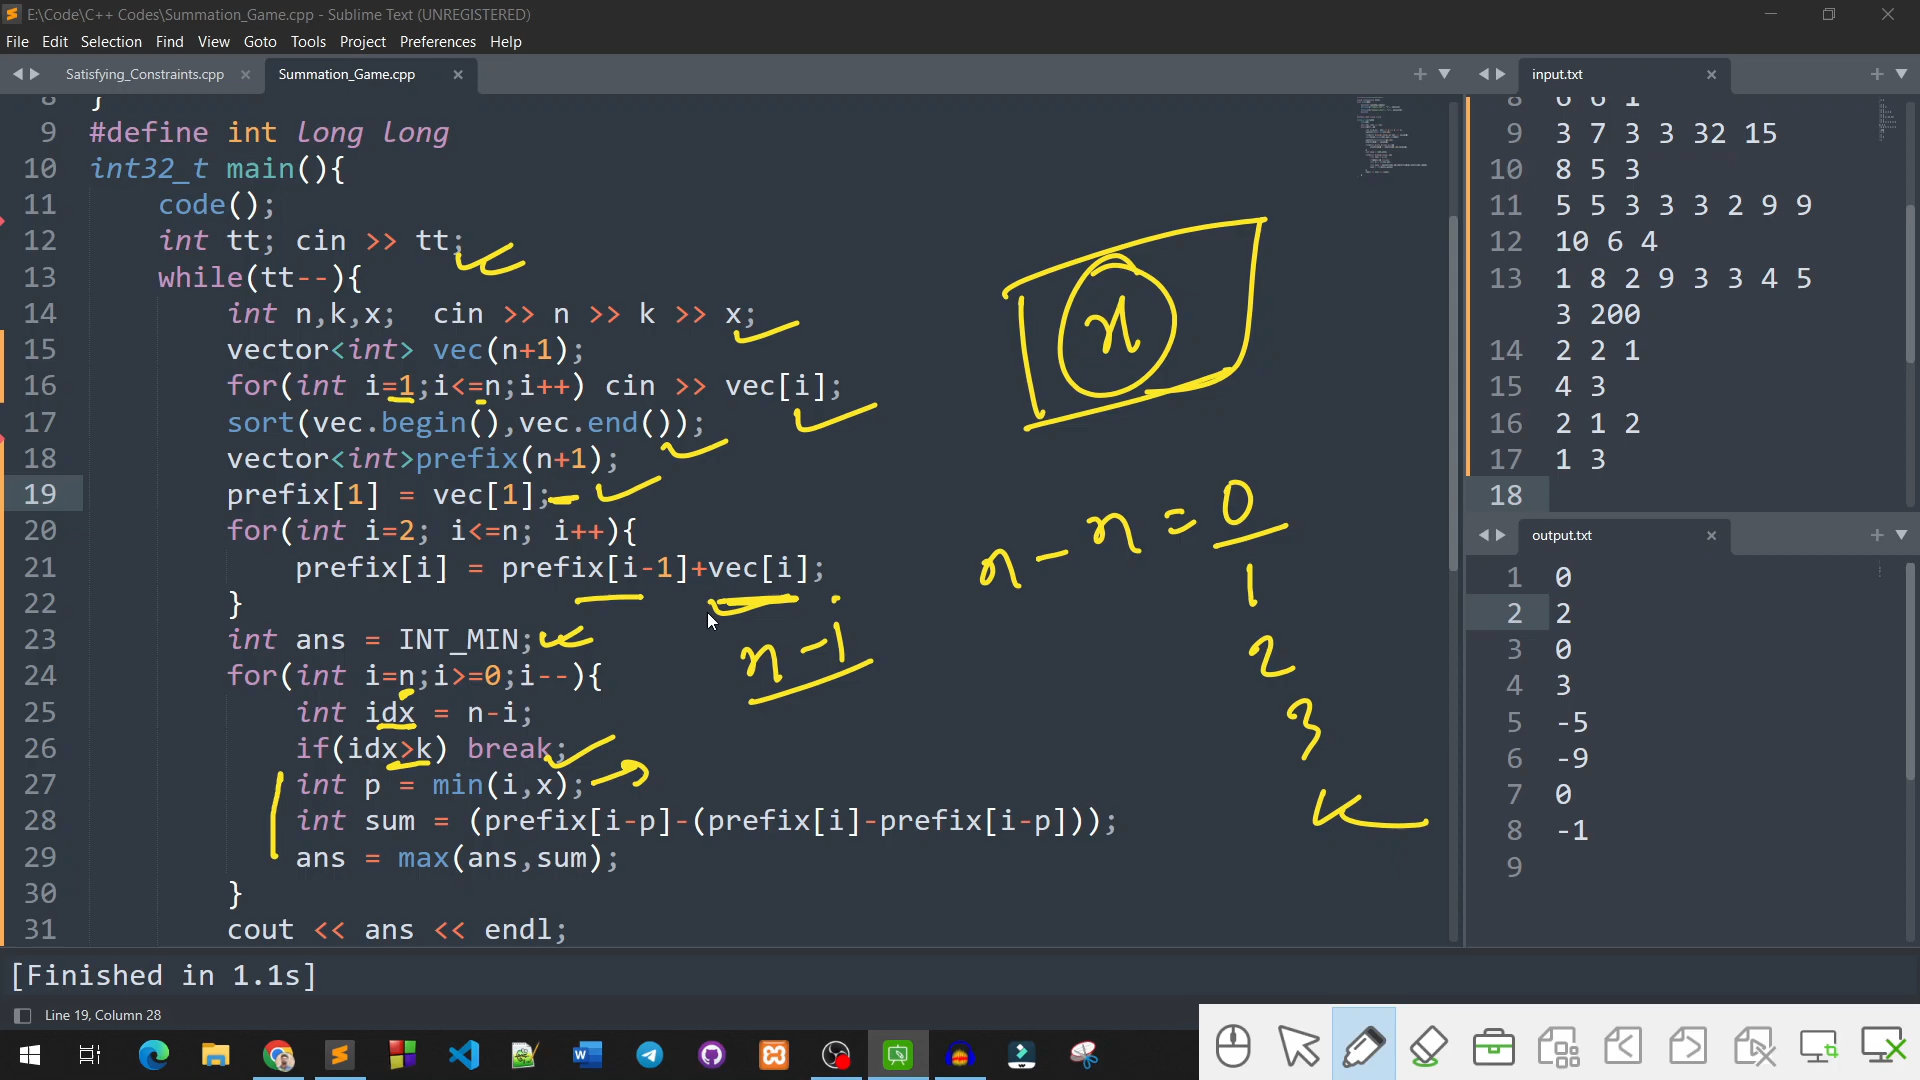 E:\Code\C++ Codes\Summation_Game.cpp - Sublime Text (UNREGISTERED)
File Edit Selection Find View Goto Tools Project Preferences Help
Satisfying_Constraints.cpp × Summation_Game.cpp ×
8 }
9 #define int long long
10 int32_t main(){
11 code();
12 int tt; cin >> tt;
13 while(tt--){
14 int n,k,x; cin >> n >> k >> x;
15 vector<int> vec(n+1);
16 for(int i=1;i<=n;i++) cin >> vec[i];
17 sort(vec.begin(),vec.end());
18 vector<int>prefix(n+1);
19 prefix[1] = vec[1];
20 for(int i=2; i<=n; i++){
21 prefix[i] = prefix[i-1]+vec[i];
22 }
23 int ans = INT_MIN;
24 for(int i=n;i>=0;i--){
25 int idx = n-i;
26 if(idx>k) break;
27 int p = min(i,x);
28 int sum = (prefix[i-p]-(prefix[i]-prefix[i-p]));
29 ans = max(ans,sum);
30 }
31 cout << ans << endl;
n - n = 0
1
2
3
n - i
input.txt ×
8 6 6 1
9 3 7 3 3 32 15
10 8 5 3
11 5 5 3 3 3 2 9 9
12 10 6 4
13 1 8 2 9 3 3 4 5
3 200
14 2 2 1
15 4 3
16 2 1 2
17 1 3
18
output.txt ×
1 0
2 2
3 0
4 3
5 -5
6 -9
7 0
8 -1
9
[Finished in 1.1s]
Line 19, Column 28